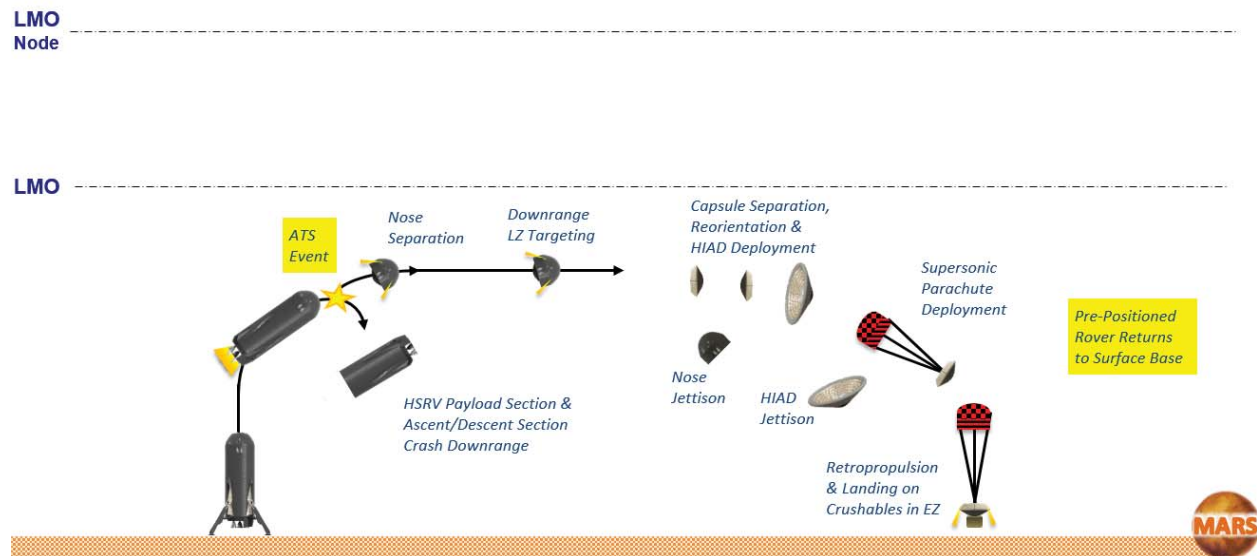 LMO
Node
LMO
ATS
Event
Nose
Separation
Downrange
LZ Targeting
Capsule Separation,
Reorientation &
HIAD Deployment
Supersonic
Parachute
Deployment
Pre-Positioned
Rover Returns
to Surface Base
Nose
Jettison
HIAD
Jettison
HSRV Payload Section &
Ascent/Descent Section
Crash Downrange
Retropropulsion
& Landing on
Crushables in EZ
MARS